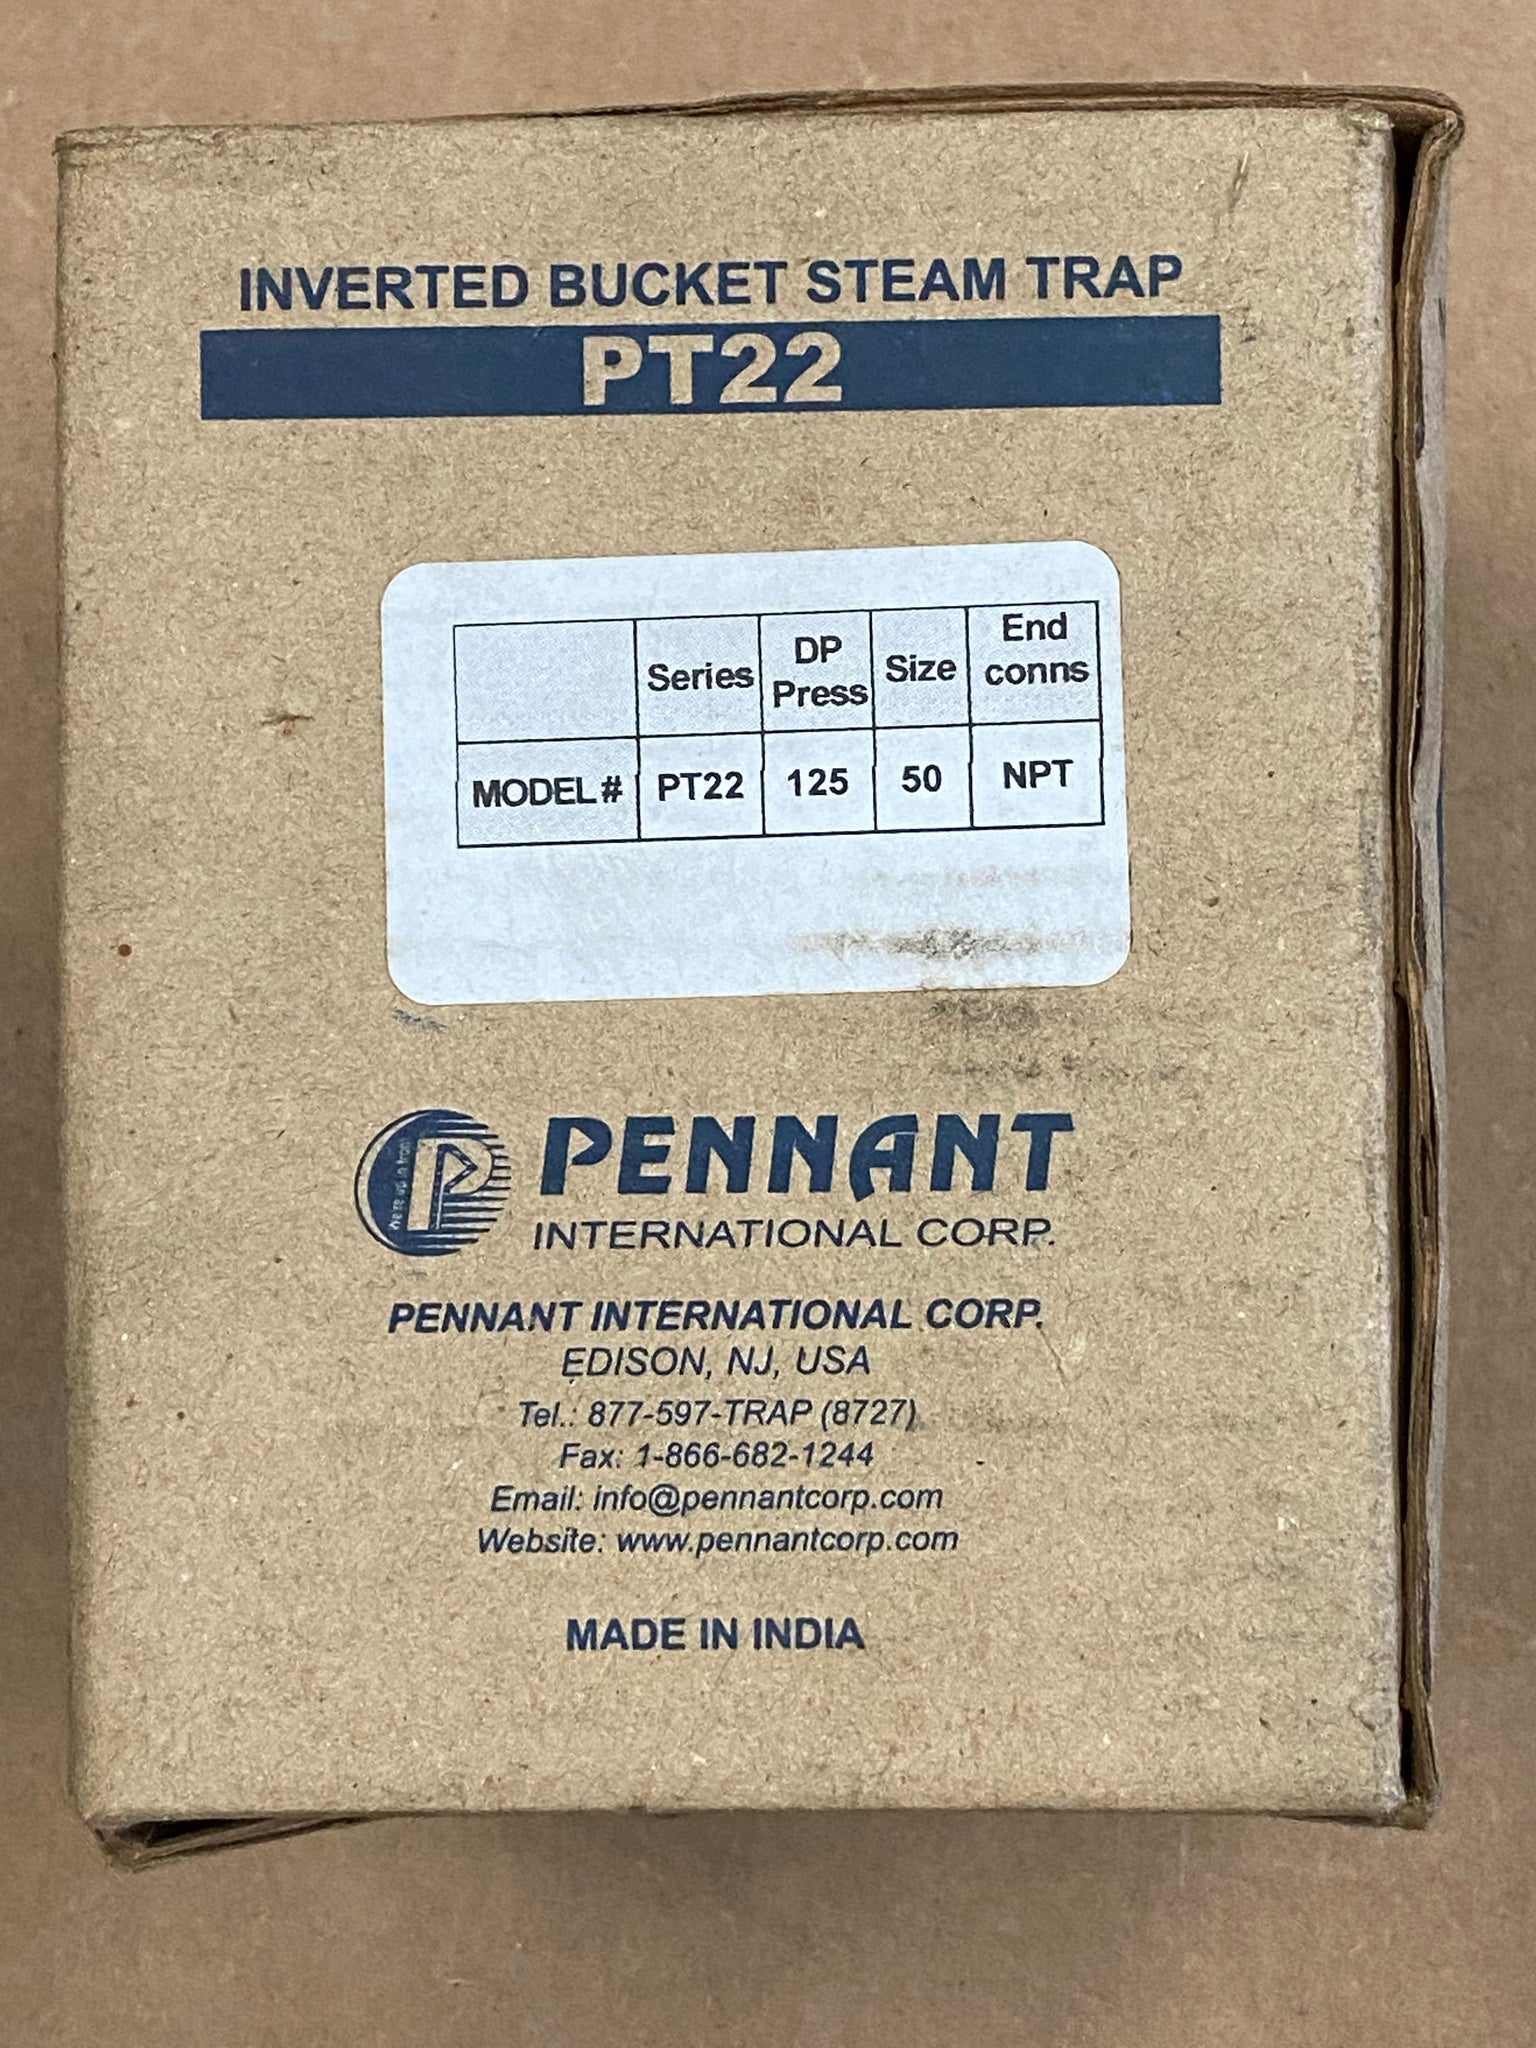 INVERTED BUCKET STEAM TRAP
PT22
Series DP Press Size End conns
MODEL# PT22 125 50 NPT
PENNANT
INTERNATIONAL CORP.
PENNANT INTERNATIONAL CORP.
EDISON, NJ, USA
Tel.: 877-597-TRAP (8727)
Fax: 1-866-682-1244
Email: info@pennantcorp.com
Website: www.pennantcorp.com
MADE IN INDIA